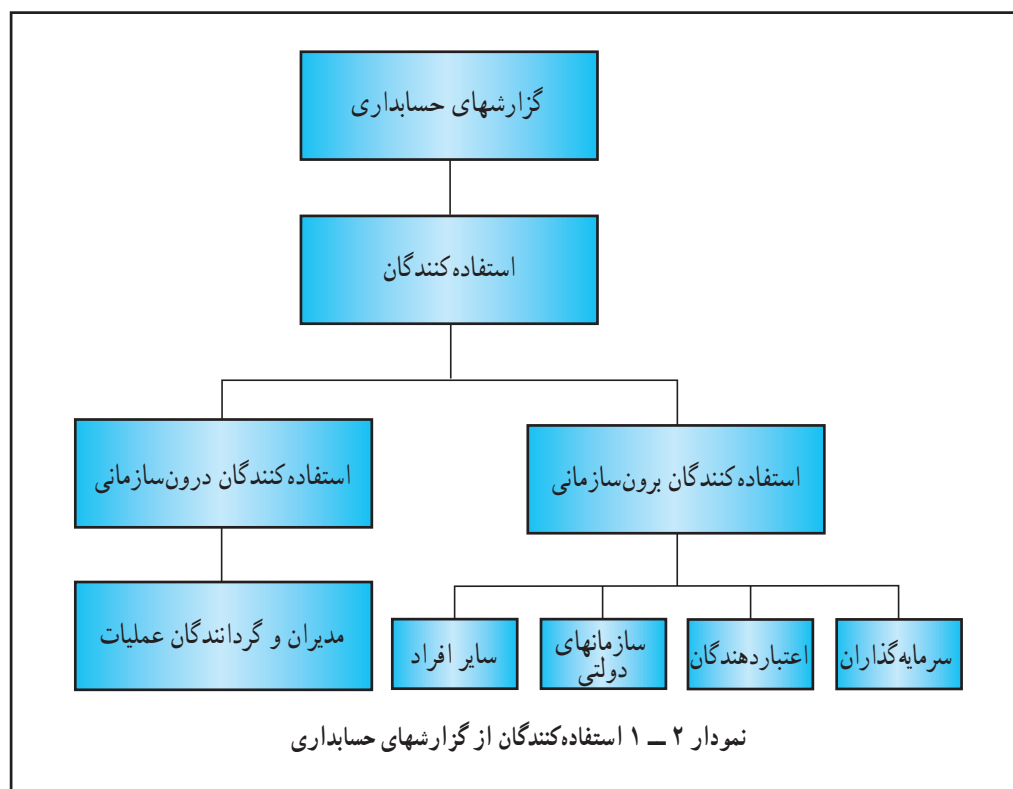 گزارشهای حسابداری
استفاده‌کنندگان
استفاده‌کنندگان برون‌سازمانی
استفاده‌کنندگان درون‌سازمانی
سرمایه‌گذاران
اعتباردهندگان
سازمانهای
دولتی
سایر افراد
مدیران و گردانندگان عملیات
نمودار ۲ ــ ۱ استفاده‌کنندگان از گزارشهای حسابداری